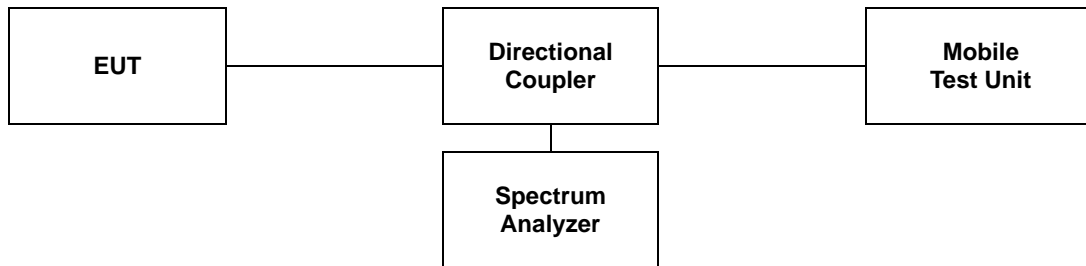 EUT
Directional
Coupler
Mobile
Test Unit
Spectrum
Analyzer